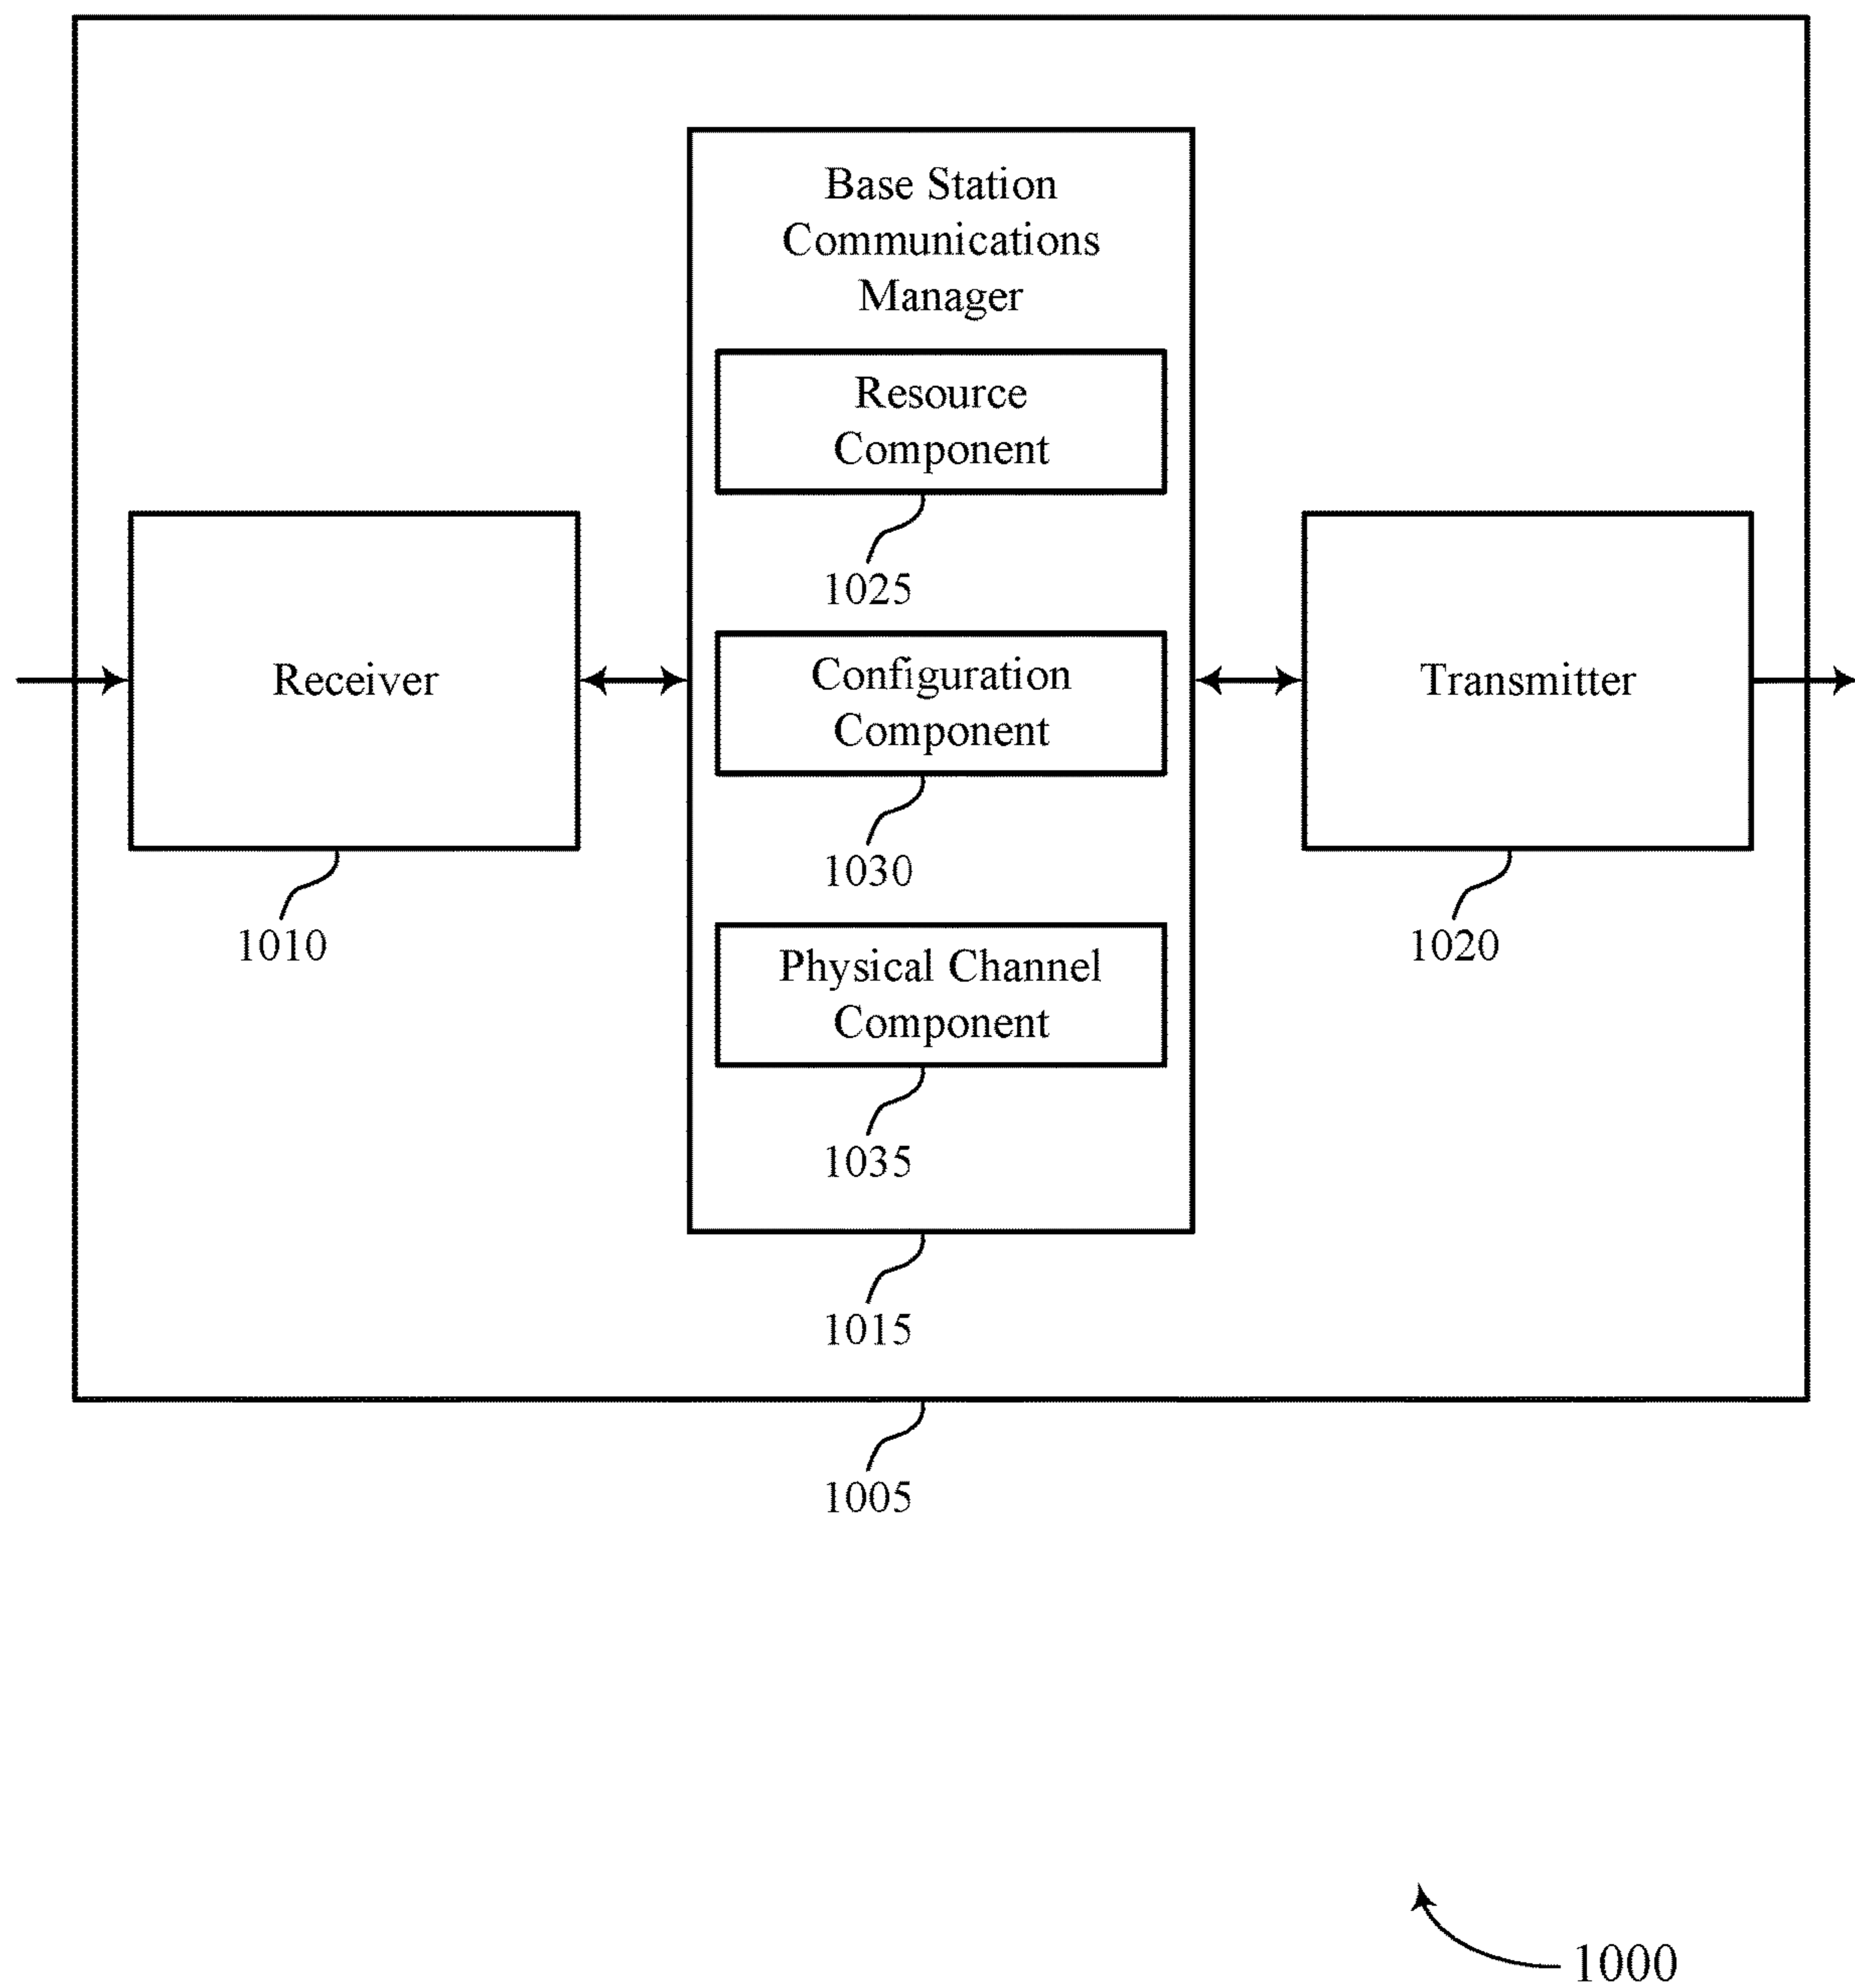 Base Station
Communications
Manager
Resource
Component
1025
Receiver
1010
Configuration
Component
1030
Transmitter
1020
Physical Channel
Component
1035
1015
1005
1000